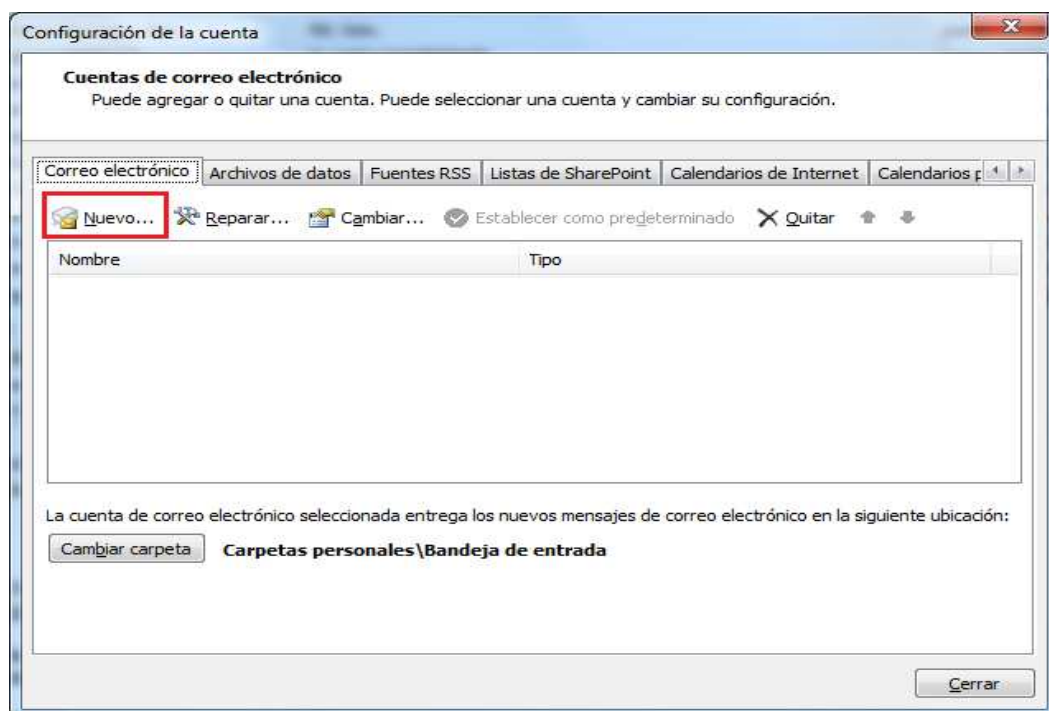 Configuración de la cuenta
Cuentas de correo electrónico
Puede agregar o quitar una cuenta. Puede seleccionar una cuenta y cambiar su configuración.
Correo electrónico Archivos de datos Fuentes RSS Listas de SharePoint Calendarios de Internet Calendarios p
Nuevo... Reparar... Cambiar... Establecer como predeterminado Quitar
Nombre Tipo
La cuenta de correo electrónico seleccionada entrega los nuevos mensajes de correo electrónico en la siguiente ubicación:
Cambiar carpeta Carpetas personales\Bandeja de entrada
Cerrar